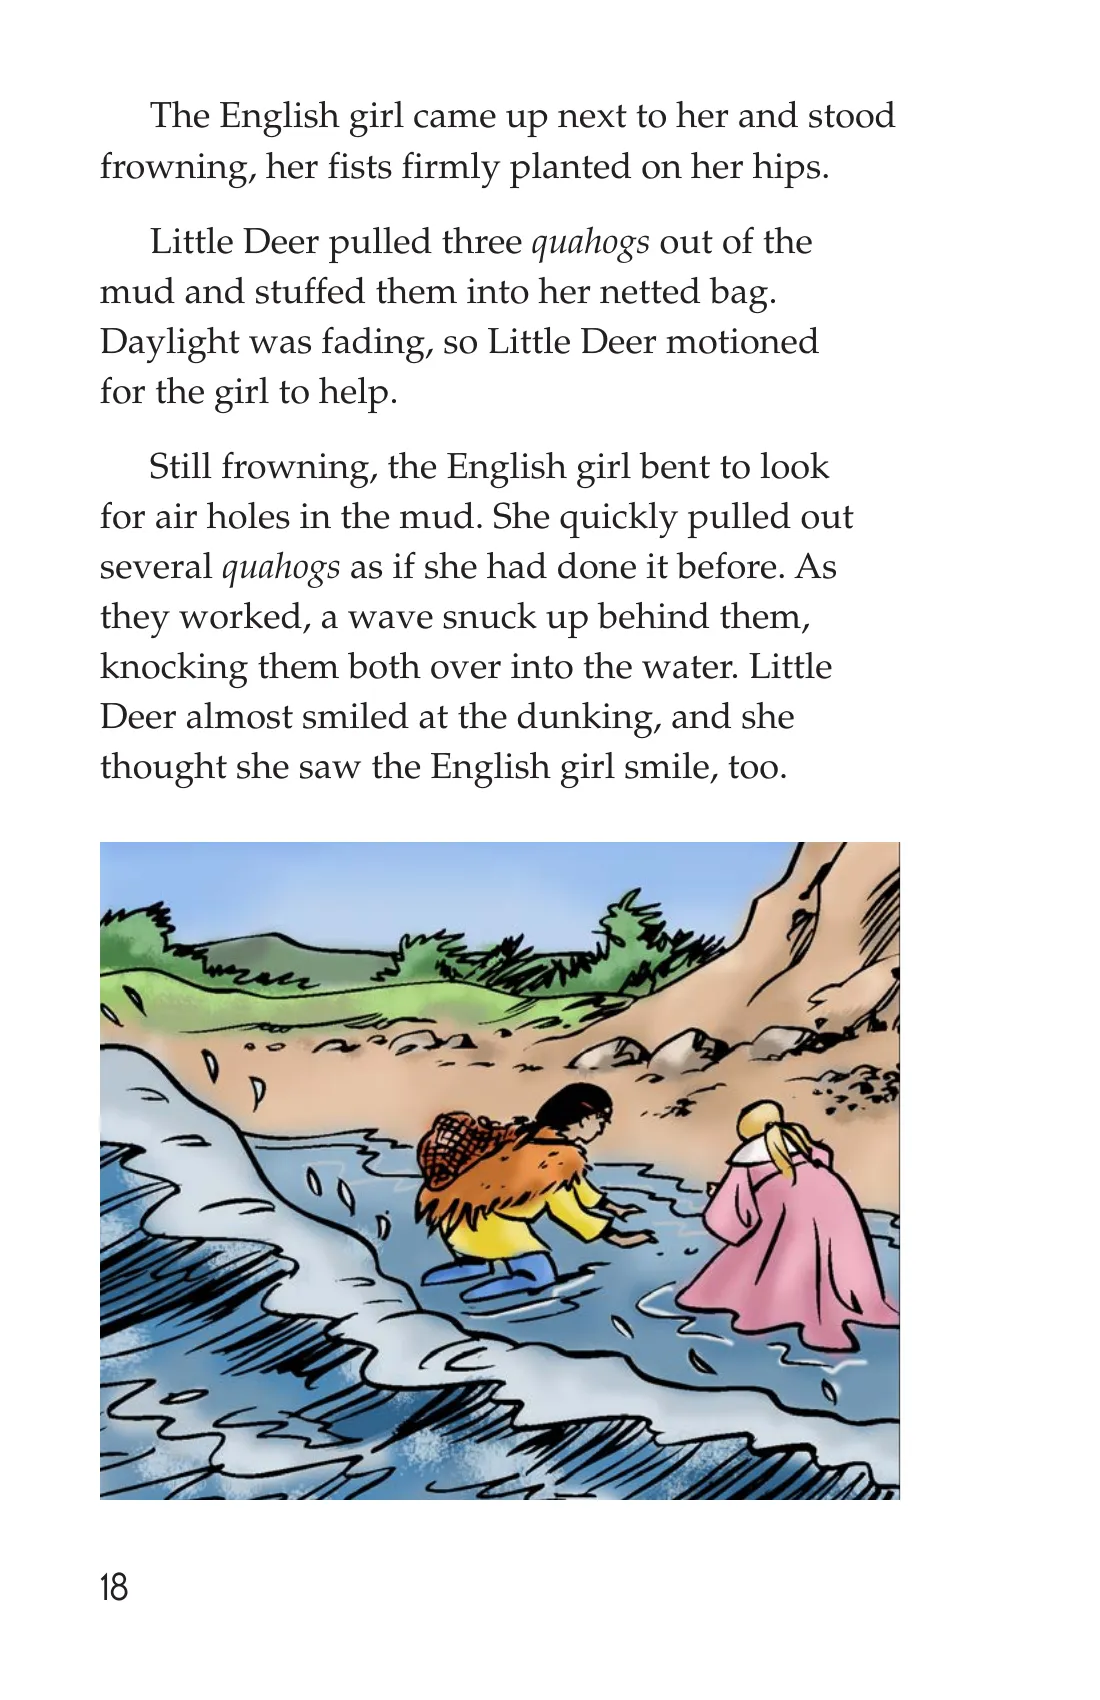 The English girl came up next to her and stood
frowning, her fists firmly planted on her hips.
Little Deer pulled three quahogs out of the
mud and stuffed them into her netted bag.
Daylight was fading, so Little Deer motioned
for the girl to help.
Still frowning, the English girl bent to look
for air holes in the mud. She quickly pulled out
several quahogs as if she had done it before. As
they worked, a wave snuck up behind them,
knocking them both over into the water. Little
Deer almost smiled at the dunking, and she
thought she saw the English girl smile, too.
18